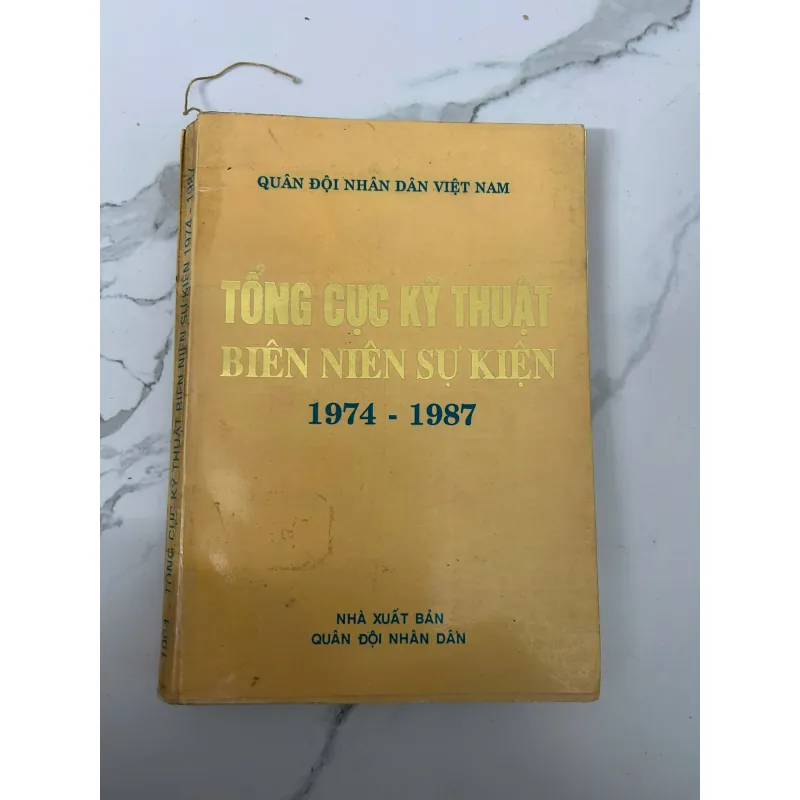 QUÂN ĐỘI NHÂN DÂN VIỆT NAM
TỔNG CỤC KỸ THUẬT
BIÊN NIÊN SỰ KIỆN
1974 - 1987
NHÀ XUẤT BẢN
QUÂN ĐỘI NHÂN DÂN
TỔNG CỤC KỸ THUẬT BIÊN NIÊN SỰ KIỆN 1974 - 1987